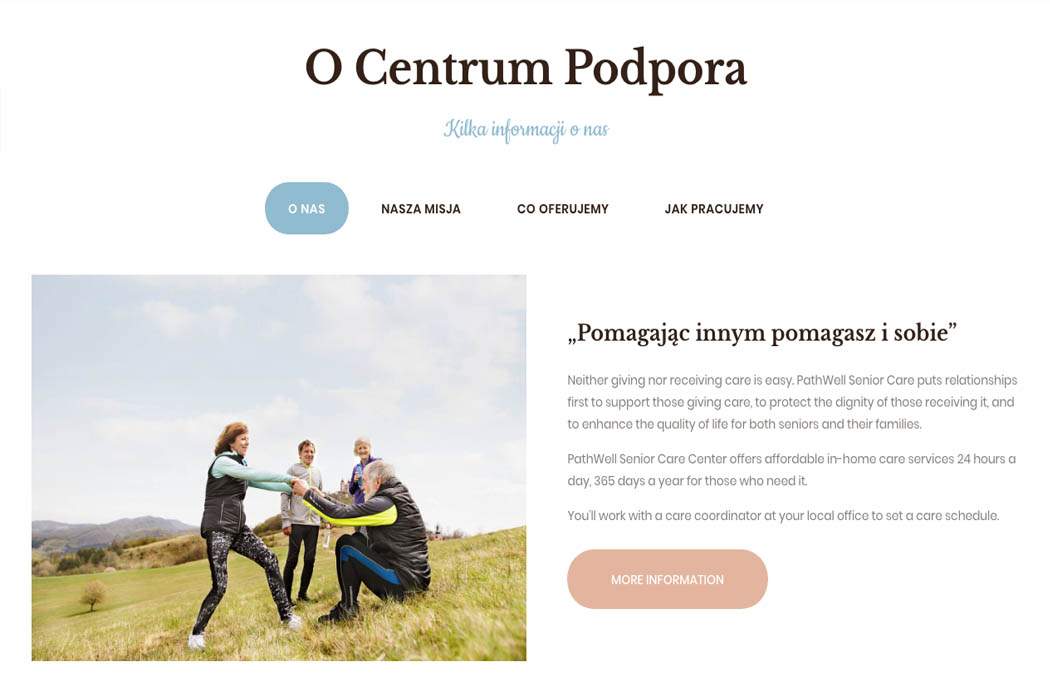 O Centrum Podpora
Kilka informacji o nas
O NAS NASZA MISJA CO OFERUJEMY JAK PRACUJEMY
„Pomagając innym pomagasz i sobie”
Neither giving nor receiving care is easy. PathWell Senior Care puts relationships
first to support those giving care, to protect the dignity of those receiving it, and
to enhance the quality of life for both seniors and their families.
PathWell Senior Care Center offers affordable in-home care services 24 hours a
day, 365 days a year for those who need it.
You'll work with a care coordinator at your local office to set a care schedule.
MORE INFORMATION